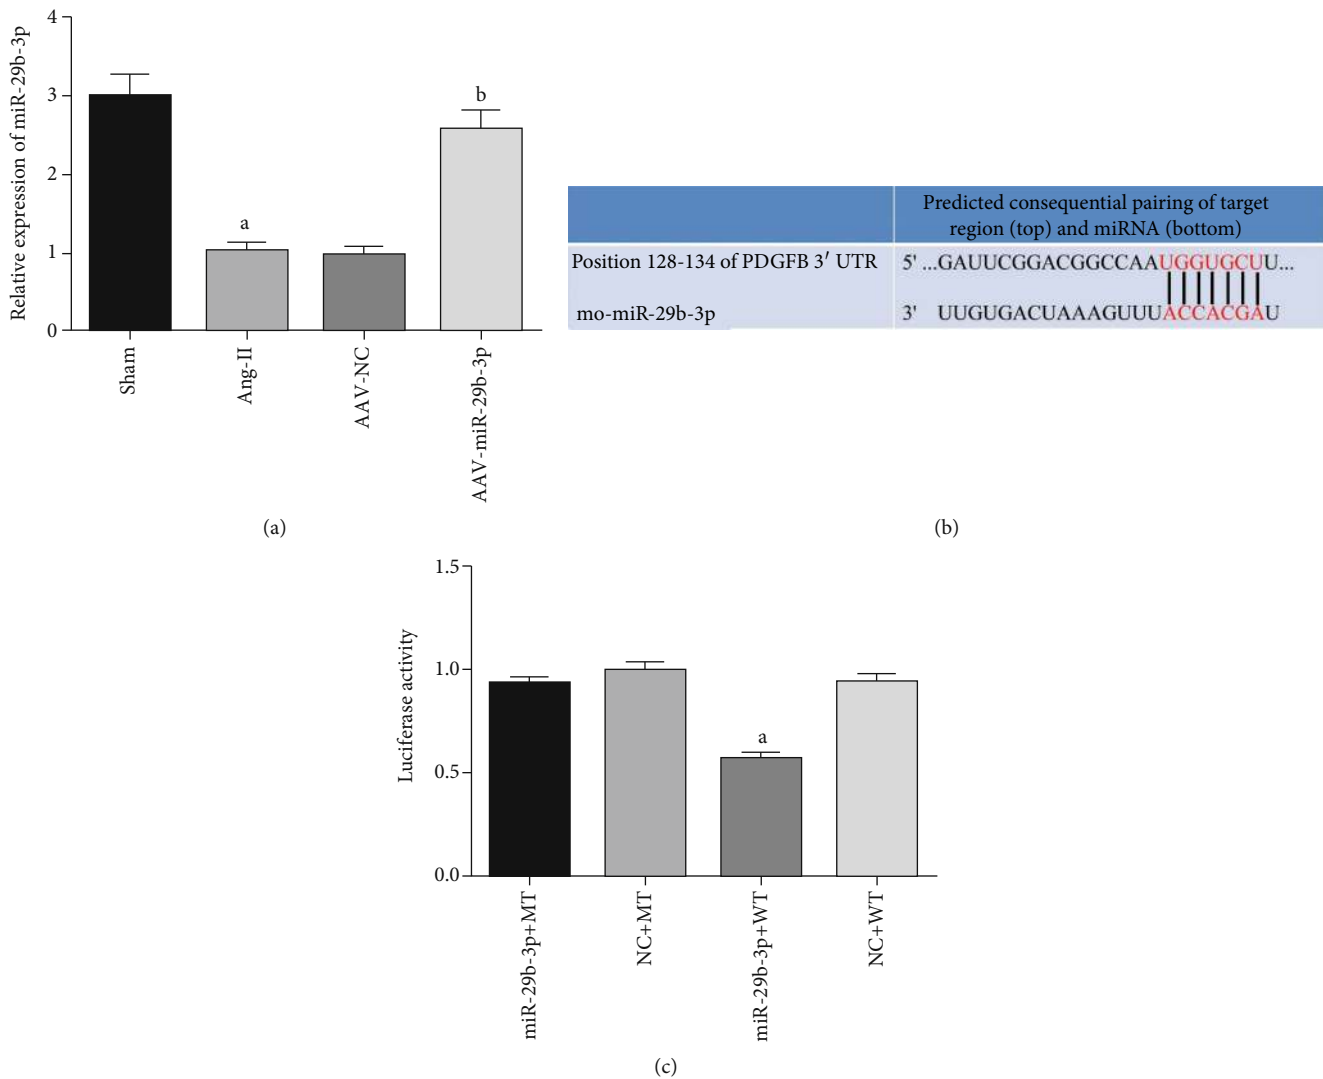 Relative expression of miR-29b-3p
4
3
2
1
0
a
b
Sham
Ang-II
AAV-NC
AAV-miR-29b-3p
(a)
Predicted consequential pairing of target
region (top) and miRNA (bottom)
Position 128-134 of PDGFB 3′ UTR 5' ...GAUUCGGACGGCCAAUGGUGCUU...
mo-miR-29b-3p 3' UUGUGACUAAAGUUUACCACGAU
(b)
Luciferase activity
1.5
1.0
0.5
0.0
a
miR-29b-3p+MT
NC+MT
miR-29b-3p+WT
NC+WT
(c)